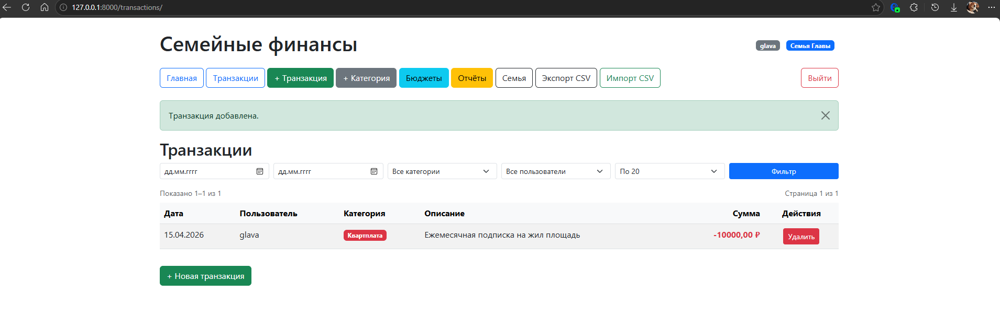 127.0.0.1:8000/transactions/
Семейные финансы
glava Семья Главы
Главная Транзакции + Транзакция + Категория Бюджеты Отчёты Семья Экспорт CSV Импорт CSV Выйти
Транзакция добавлена.
Транзакции
дд.мм.гггг дд.мм.гггг Все категории Все пользователи По 20 Фильтр
Показано 1–1 из 1 Страница 1 из 1
Дата Пользователь Категория Описание Сумма Действия
15.04.2026 glava Квартплата Ежемесячная подписка на жил площадь -10000,00 ₽ Удалить
+ Новая транзакция